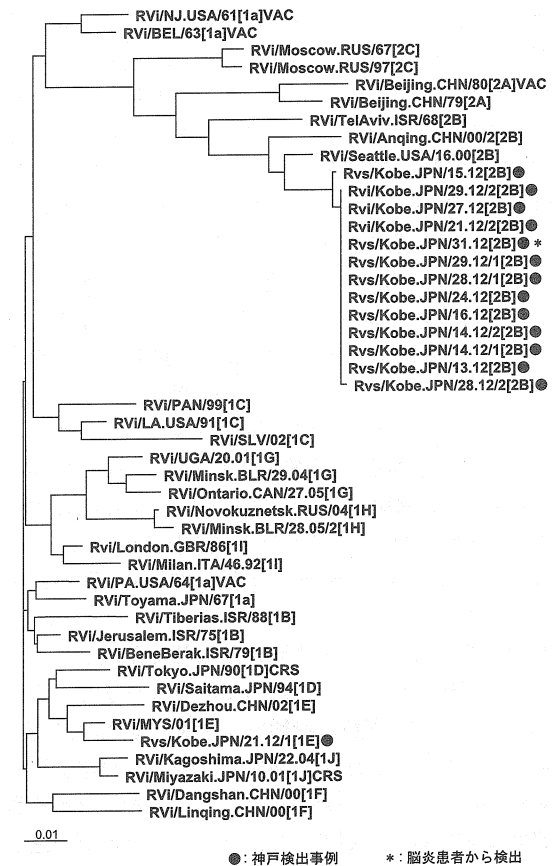 RVi/NJ.USA/61[1a]VAC
RVi/BEL/63[1a]VAC
RVi/Moscow.RUS/67[2C]
RVi/Moscow.RUS/97[2C]
RVi/Beijing.CHN/80[2A]VAC
RVi/Beijing.CHN/79[2A]
RVi/TelAviv.ISR/68[2B]
RVi/Anqing.CHN/00/2[2B]
RVi/Seattle.USA/16.00[2B]
Rvs/Kobe.JPN/15.12[2B]●
Rvi/Kobe.JPN/29.12/2[2B]●
Rvi/Kobe.JPN/27.12[2B]●
Rvi/Kobe.JPN/21.12/2[2B]●
Rvs/Kobe.JPN/31.12[2B]●*
Rvs/Kobe.JPN/29.12/1[2B]●
Rvs/Kobe.JPN/28.12/1[2B]●
Rvs/Kobe.JPN/24.12[2B]●
Rvs/Kobe.JPN/16.12[2B]●
Rvs/Kobe.JPN/14.12/2[2B]●
Rvs/Kobe.JPN/14.12/1[2B]●
Rvs/Kobe.JPN/13.12[2B]●
Rvs/Kobe.JPN/28.12/2[2B]●
RVi/PAN/99[1C]
RVi/LA.USA/91[1C]
RVi/SLV/02[1C]
RVi/UGA/20.01[1G]
RVi/Minsk.BLR/29.04[1G]
RVi/Ontario.CAN/27.05[1G]
RVi/Novokuznetsk.RUS/04[1H]
RVi/Minsk.BLR/28.05/2[1H]
Rvi/London.GBR/86[1I]
RVi/Milan.ITA/46.92[1I]
RVi/PA.USA/64[1a]VAC
RVi/Toyama.JPN/67[1a]
RVi/Tiberias.ISR/88[1B]
RVi/Jerusalem.ISR/75[1B]
RVi/BeneBerak.ISR/79[1B]
RVi/Tokyo.JPN/90[1D]CRS
RVi/Saitama.JPN/94[1D]
RVi/Dezhou.CHN/02[1E]
RVi/MYS/01[1E]
Rvs/Kobe.JPN/21.12/1[1E]●
RVi/Kagoshima.JPN/22.04[1J]
RVi/Miyazaki.JPN/10.01[1J]CRS
RVi/Dangshan.CHN/00[1F]
RVi/Linqing.CHN/00[1F]
0.01
●：神戸検出事例 *：脳炎患者から検出